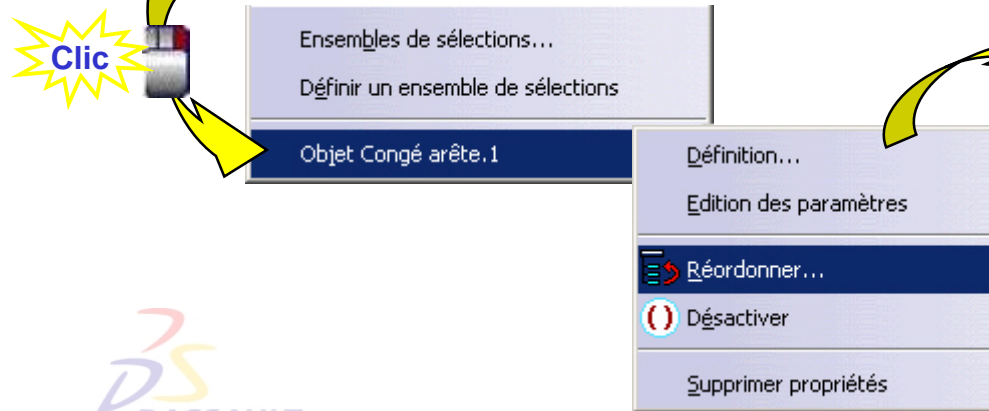 Clic
Ensembles de sélections...
Définir un ensemble de sélections
Objet Congé arête.1
Définition...
Edition des paramètres
Réordonner...
Désactiver
Supprimer propriétés